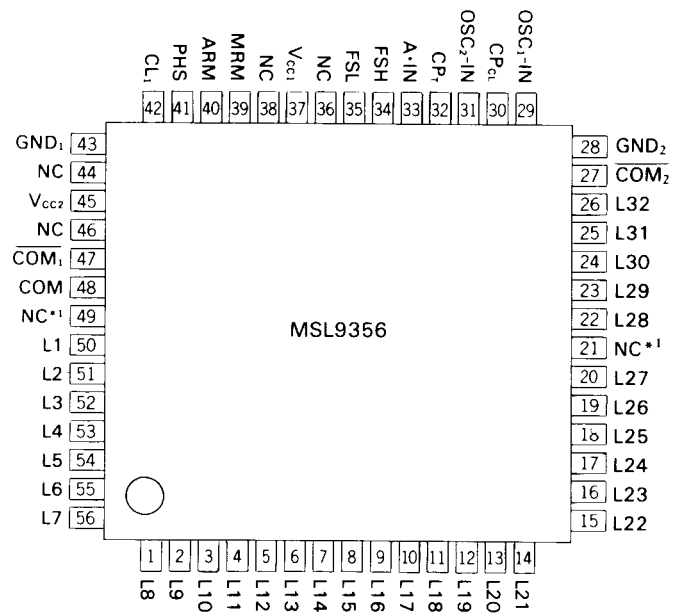 CL₁ PHS ARM MRM NC Vcc1 NC FSL FSH A·IN CP_T OSC₂-IN CP_CL OSC₁-IN
42 41 40 39 38 37 36 35 34 33 32 31 30 29
GND₁ 43
NC 44
Vcc2 45
NC 46
C̅O̅M̅₁ 47
COM 48
NC*¹ 49
L1 50
L2 51
L3 52
L4 53
L5 54
L6 55
L7 56
MSL9356
28 GND₂
27 C̅O̅M̅₂
26 L32
25 L31
24 L30
23 L29
22 L28
21 NC*¹
20 L27
19 L26
18 L25
17 L24
16 L23
15 L22
1 2 3 4 5 6 7 8 9 10 11 12 13 14
L8 L9 L10 L11 L12 L13 L14 L15 L16 L17 L18 L19 L20 L21